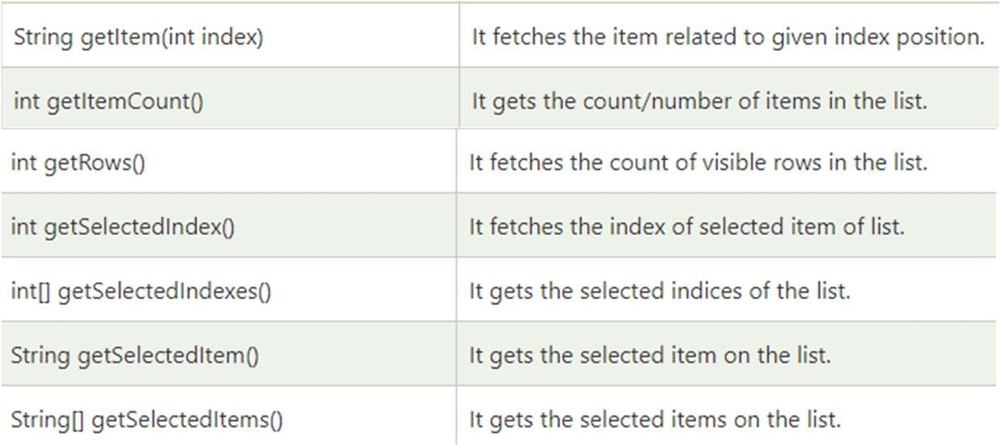 String getItem(int index) It fetches the item related to given index position.
int getItemCount() It gets the count/number of items in the list.
int getRows() It fetches the count of visible rows in the list.
int getSelectedIndex() It fetches the index of selected item of list.
int[] getSelectedIndexes() It gets the selected indices of the list.
String getSelectedItem() It gets the selected item on the list.
String[] getSelectedItems() It gets the selected items on the list.